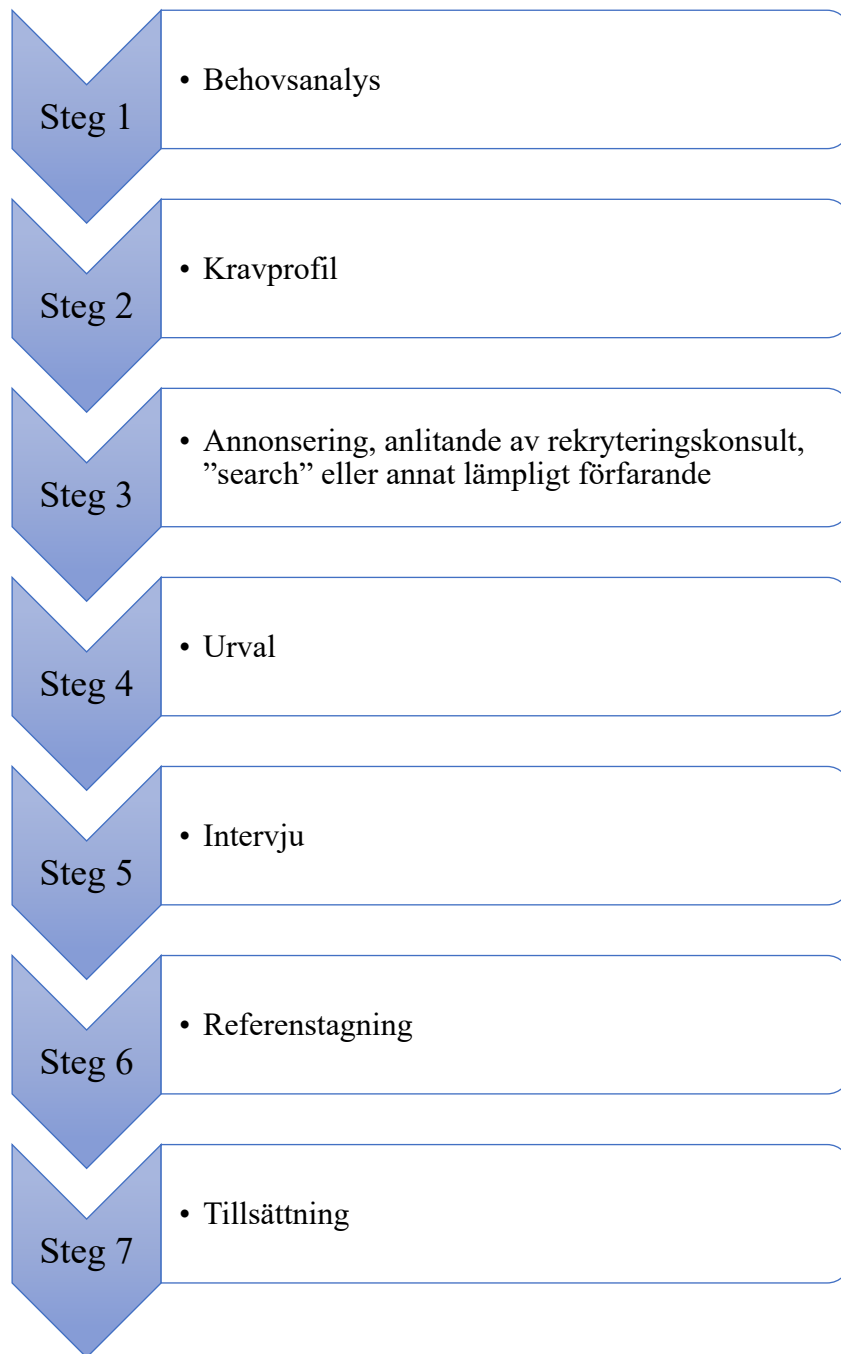 Steg 1
• Behovsanalys
Steg 2
• Kravprofil
Steg 3
• Annonsering, anlitande av rekryteringskonsult,
”search” eller annat lämpligt förfarande
Steg 4
• Urval
Steg 5
• Intervju
Steg 6
• Referenstagning
Steg 7
• Tillsättning